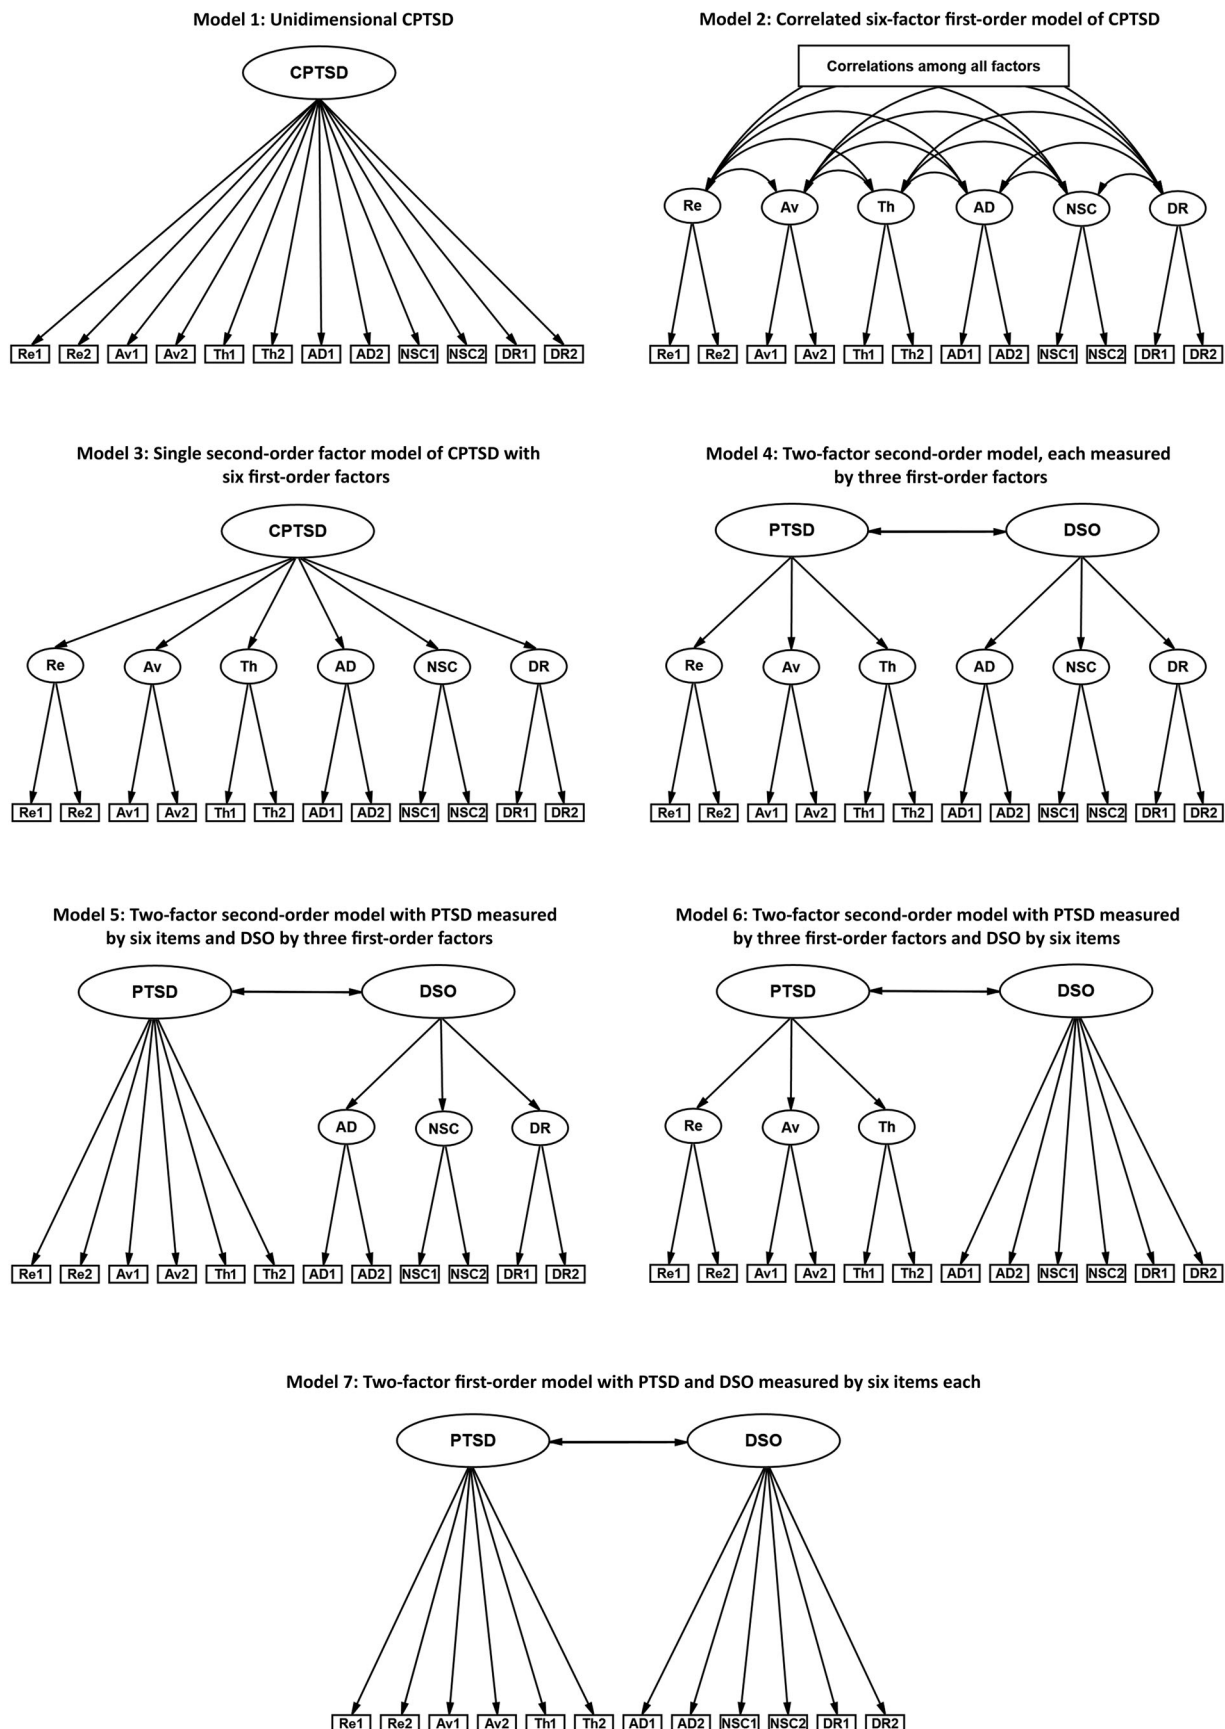 Model 1: Unidimensional CPTSD
CPTSD
Re1 Re2 Av1 Av2 Th1 Th2 AD1 AD2 NSC1 NSC2 DR1 DR2
Model 2: Correlated six-factor first-order model of CPTSD
Correlations among all factors
Re Av Th AD NSC DR
Re1 Re2 Av1 Av2 Th1 Th2 AD1 AD2 NSC1 NSC2 DR1 DR2
Model 3: Single second-order factor model of CPTSD with
six first-order factors
CPTSD
Re Av Th AD NSC DR
Re1 Re2 Av1 Av2 Th1 Th2 AD1 AD2 NSC1 NSC2 DR1 DR2
Model 4: Two-factor second-order model, each measured
by three first-order factors
PTSD DSO
Re Av Th AD NSC DR
Re1 Re2 Av1 Av2 Th1 Th2 AD1 AD2 NSC1 NSC2 DR1 DR2
Model 5: Two-factor second-order model with PTSD measured
by six items and DSO by three first-order factors
PTSD DSO
AD NSC DR
Re1 Re2 Av1 Av2 Th1 Th2 AD1 AD2 NSC1 NSC2 DR1 DR2
Model 6: Two-factor second-order model with PTSD measured
by three first-order factors and DSO by six items
PTSD DSO
Re Av Th
Re1 Re2 Av1 Av2 Th1 Th2 AD1 AD2 NSC1 NSC2 DR1 DR2
Model 7: Two-factor first-order model with PTSD and DSO measured by six items each
PTSD DSO
Re1 Re2 Av1 Av2 Th1 Th2 AD1 AD2 NSC1 NSC2 DR1 DR2